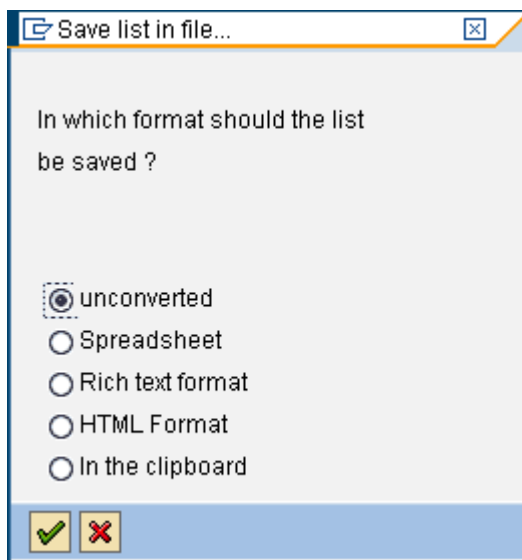 Save list in file...
In which format should the list
be saved ?
unconverted
Spreadsheet
Rich text format
HTML Format
In the clipboard